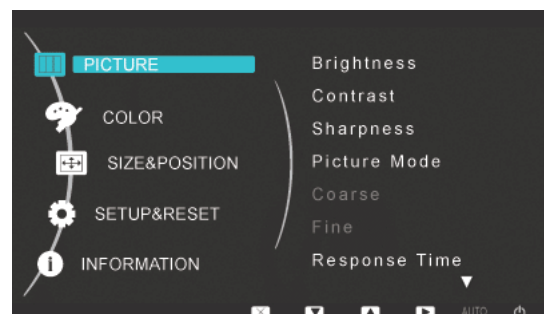 PICTURE
COLOR
SIZE&POSITION
SETUP&RESET
INFORMATION
Brightness
Contrast
Sharpness
Picture Mode
Coarse
Fine
Response Time
AUTO